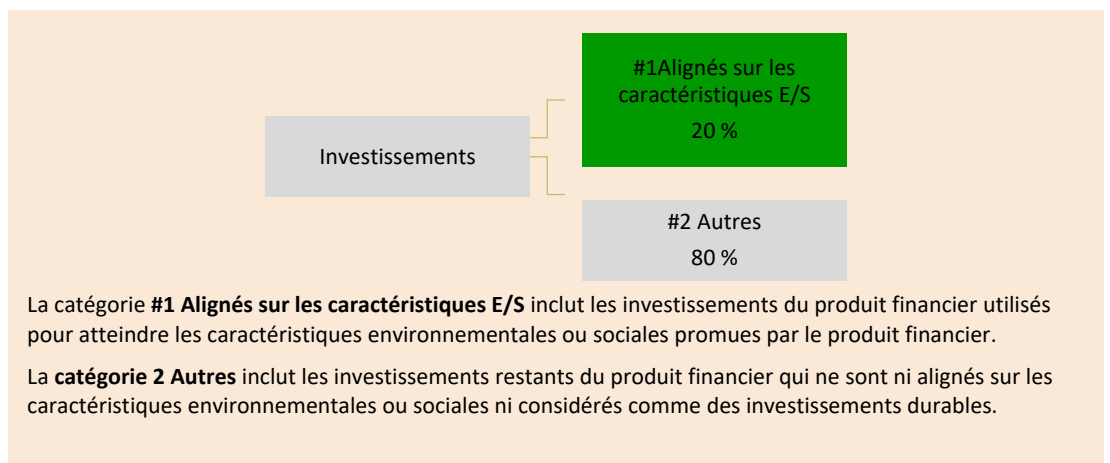 #1Alignés sur les
caractéristiques E/S
20 %
Investissements
#2 Autres
80 %
La catégorie #1 Alignés sur les caractéristiques E/S inclut les investissements du produit financier utilisés
pour atteindre les caractéristiques environnementales ou sociales promues par le produit financier.
La catégorie 2 Autres inclut les investissements restants du produit financier qui ne sont ni alignés sur les
caractéristiques environnementales ou sociales ni considérés comme des investissements durables.